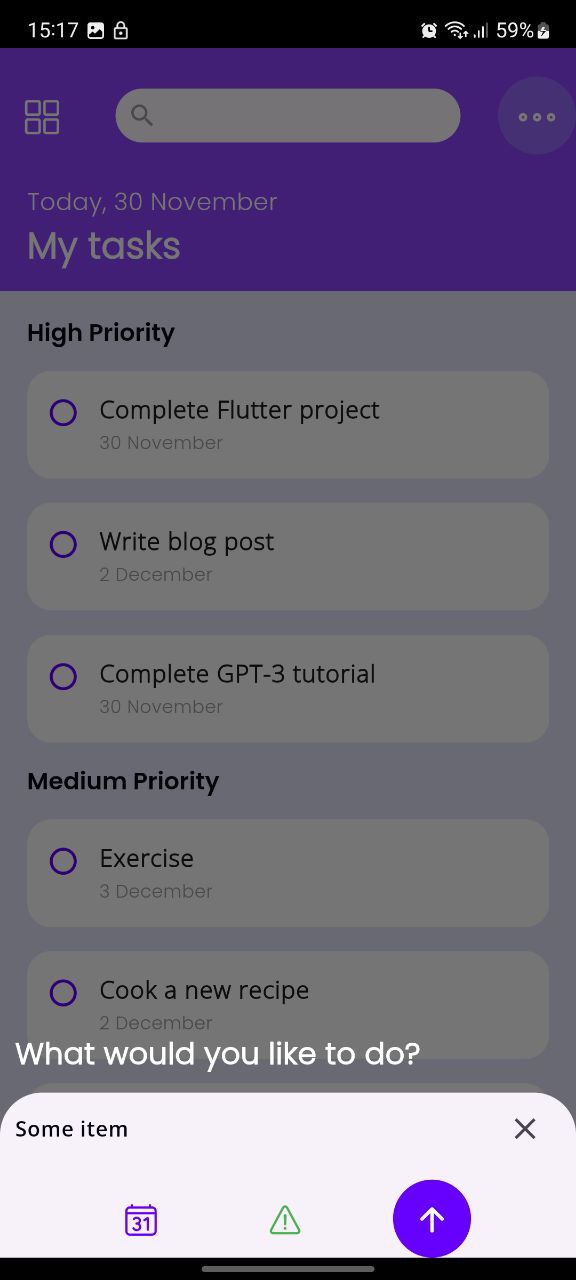 15:17
59%
Today, 30 November
My tasks
High Priority
Complete Flutter project
30 November
Write blog post
2 December
Complete GPT-3 tutorial
30 November
Medium Priority
Exercise
3 December
Cook a new recipe
2 December
What would you like to do?
Some item
31